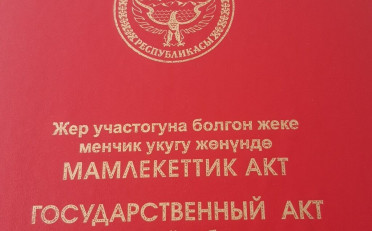 РЕСПУБЛИКАСЫ
Жер участогуна болгон жеке
менчик укугу жөнүндө
МАМЛЕКЕТТИК АКТ
ГОСУДАРСТВЕННЫЙ АКТ